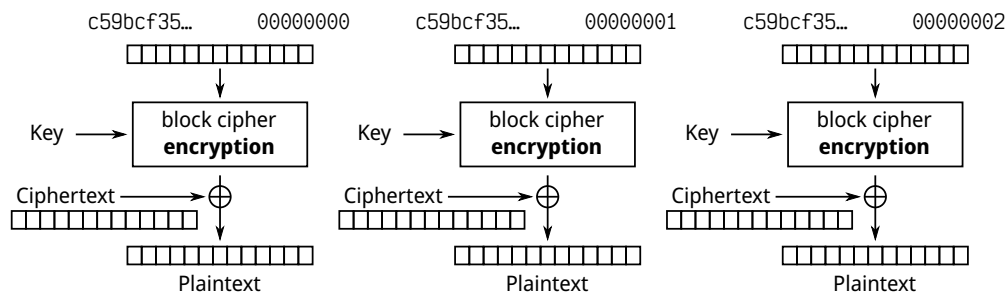 c59bcf35… 00000000 c59bcf35… 00000001 c59bcf35… 00000002
block cipher block cipher block cipher
Key encryption Key encryption Key encryption
Ciphertext Ciphertext Ciphertext
Plaintext Plaintext Plaintext